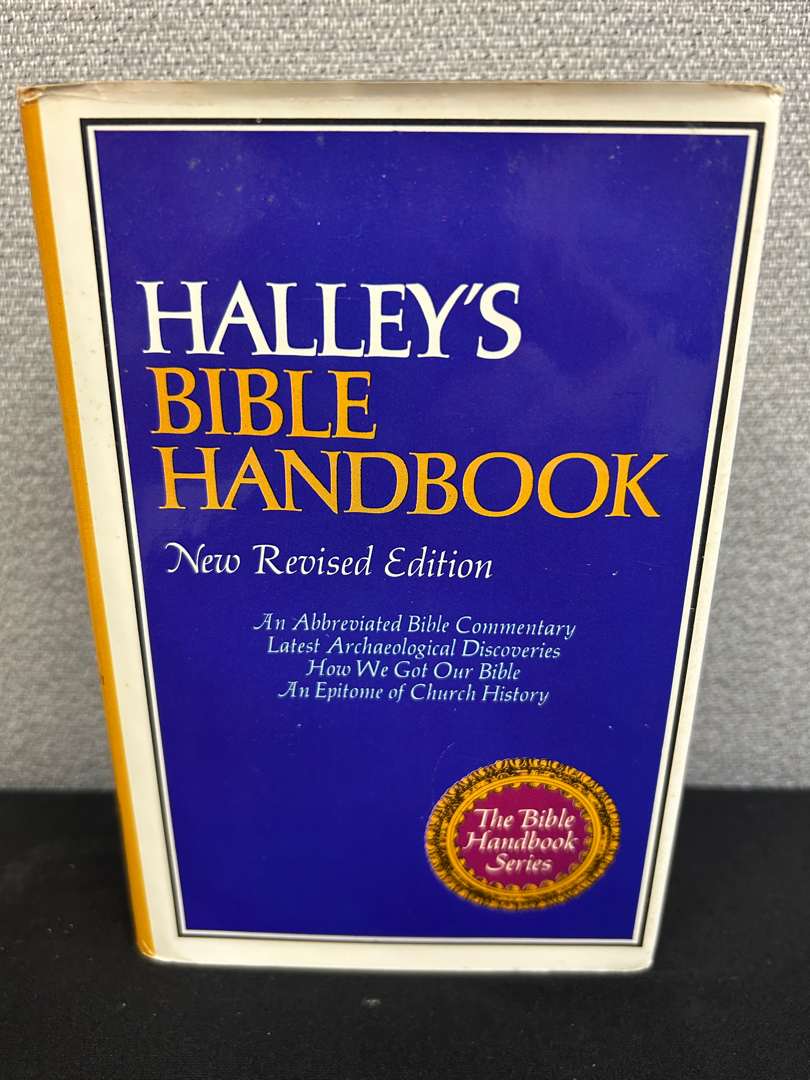 HALLEY'S
BIBLE
HANDBOOK
New Revised Edition
An Abbreviated Bible Commentary
Latest Archaeological Discoveries
How We Got Our Bible
An Epitome of Church History
The Bible
Handbook
Series